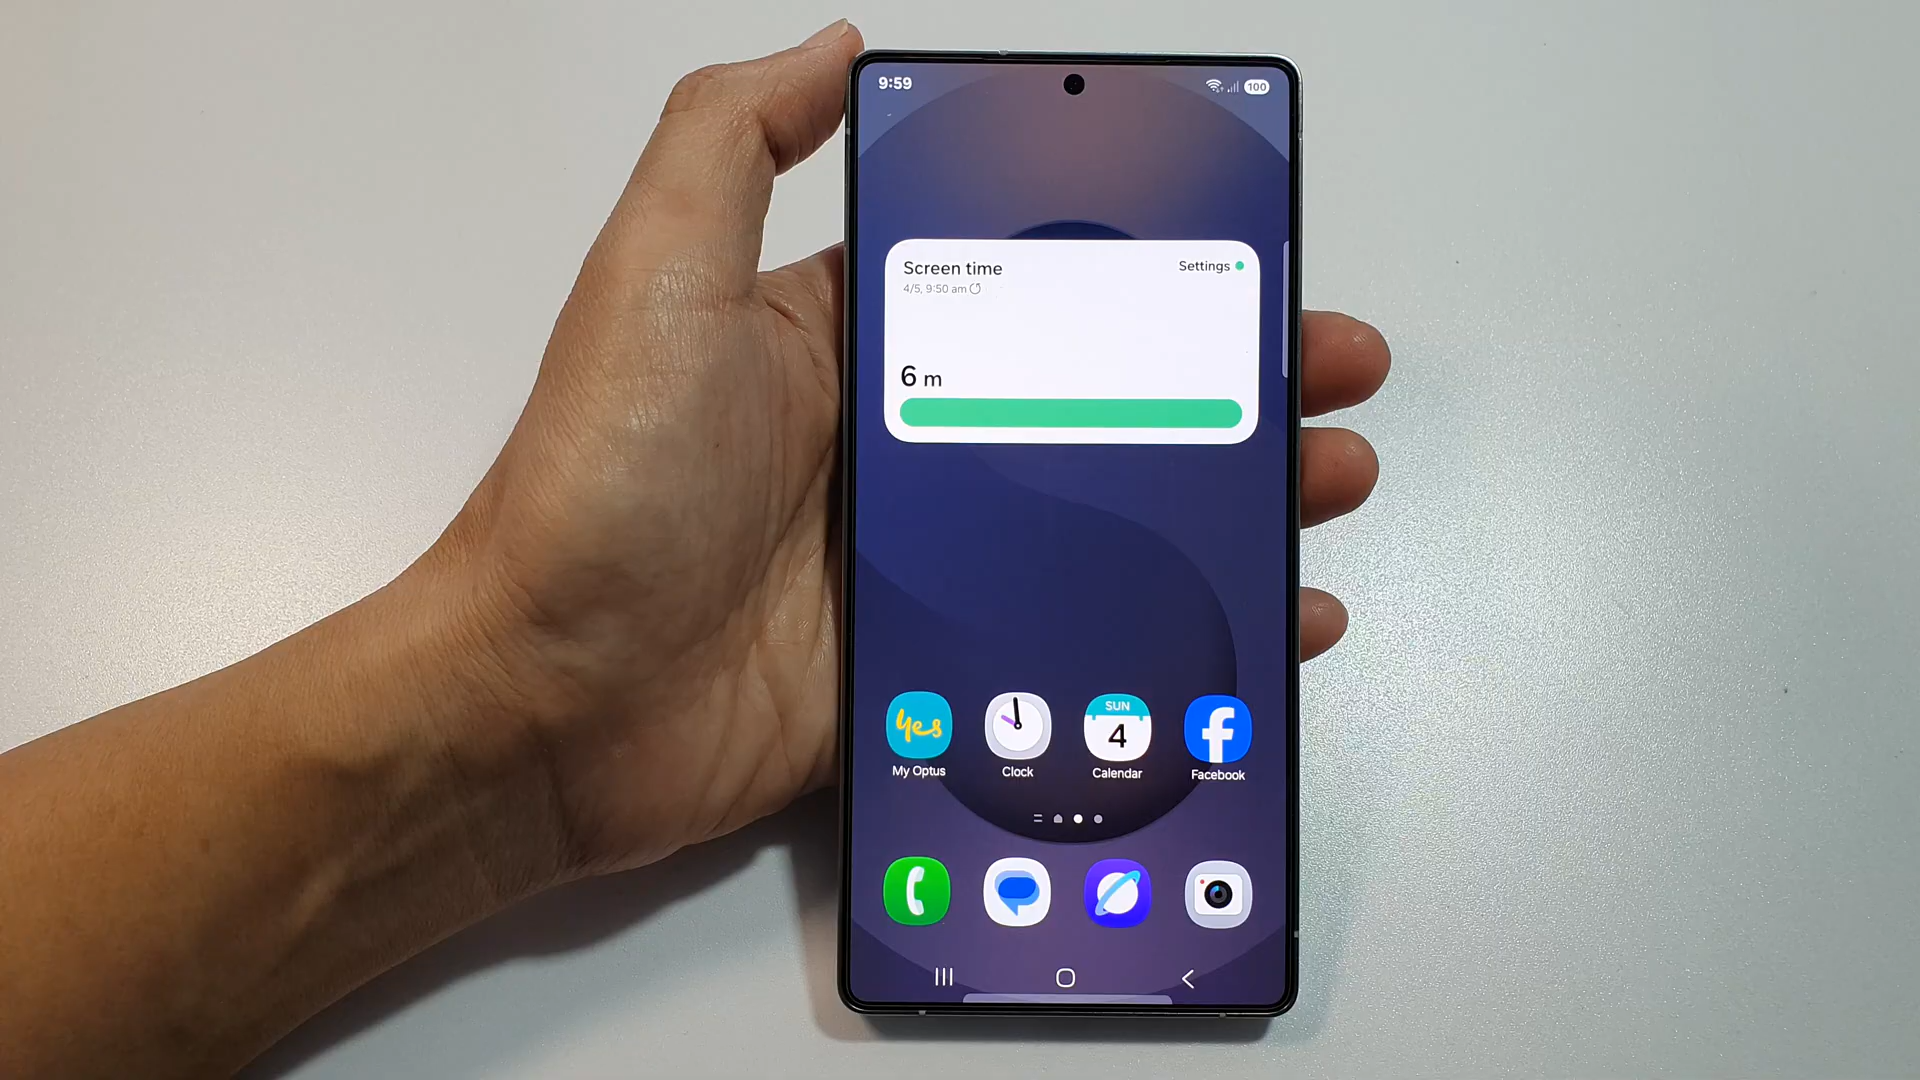 9:59
100
Screen time
Settings
4/5, 9:50 am
6 m
yes
My Optus
Clock
SUN
4
Calendar
f
Facebook